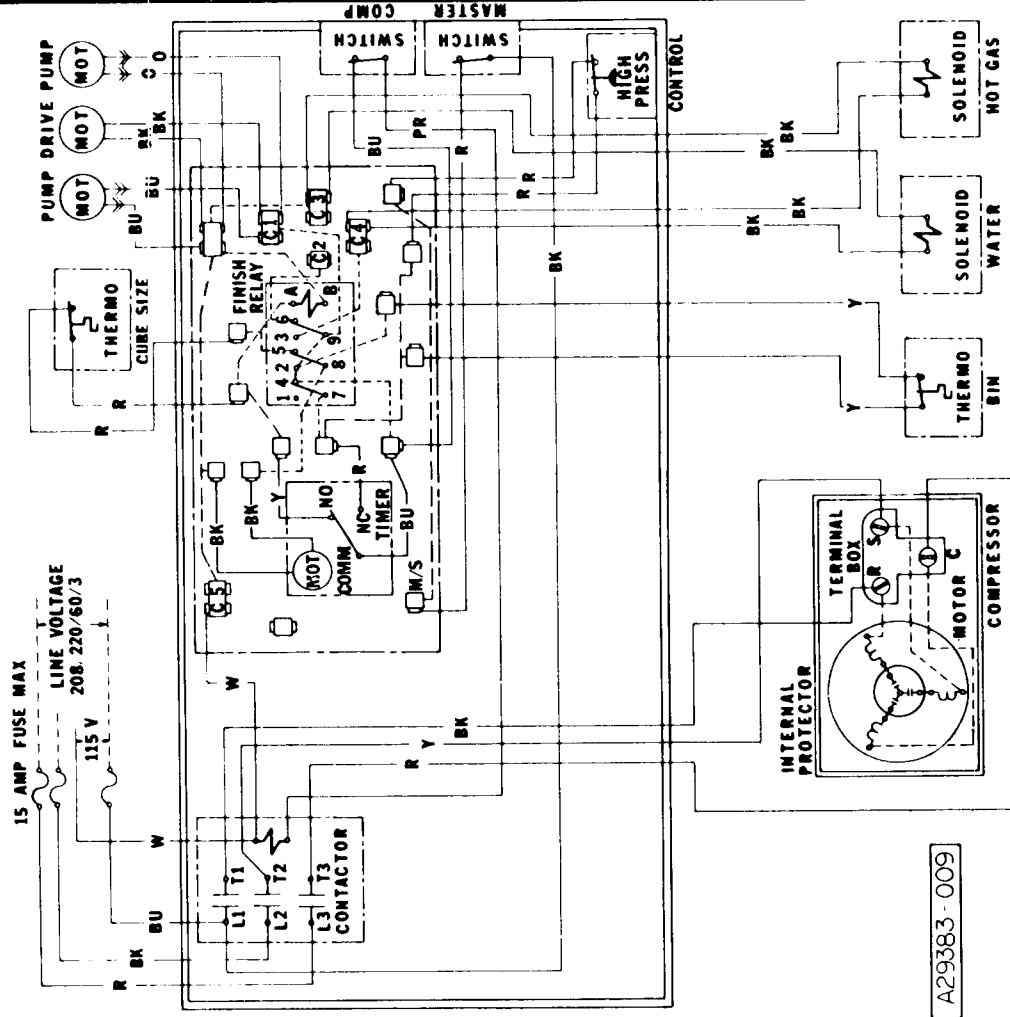 MASTER COMP
SWITCH
SWITCH
HIGH PRESS
CONTROL
PUMP DRIVE PUMP
MOT
MOT
MOT
O
O
BK
BK
BU
BU
THERMO
CUBE SIZE
R
R
FINISH
RELAY
1 4 2 5 3 6 A
7 8 9 B
C1
C2
C3
C4
C5
BU
PR
R
R
R
BK
BK
BK
MOT
COMM
NO
NC
TIMER
Y
R
BU
M/S
BK
BK
BK
BK
BK
BK
SOLENOID
HOT GAS
SOLENOID
WATER
THERMO
BIN
Y
Y
15 AMP FUSE MAX
LINE VOLTAGE
208. 220/60/3
115 V
R
BK
BU
W
W
L1 T1
L2 T2
L3 T3
CONTACTOR
BK
Y
R
INTERNAL
PROTECTOR
TERMINAL
BOX
R
S
C
MOTOR
COMPRESSOR
A29383-009